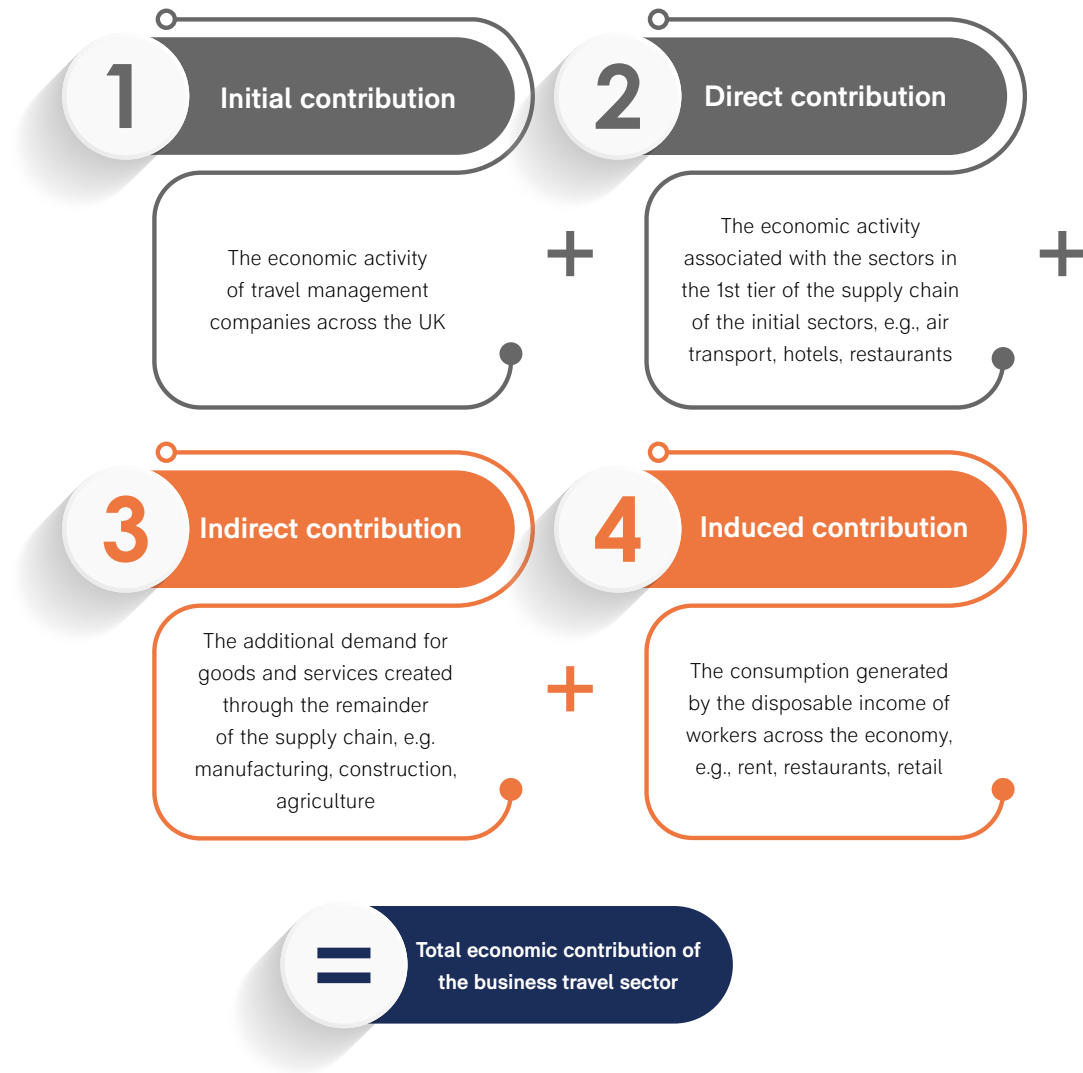 1
Initial contribution
The economic activity
of travel management
companies across the UK
+
2
Direct contribution
The economic activity
associated with the sectors in
the 1st tier of the supply chain
of the initial sectors, e.g., air
transport, hotels, restaurants
+
3
Indirect contribution
The additional demand for
goods and services created
through the remainder
of the supply chain, e.g.
manufacturing, construction,
agriculture
+
4
Induced contribution
The consumption generated
by the disposable income of
workers across the economy,
e.g., rent, restaurants, retail
=
Total economic contribution of
the business travel sector